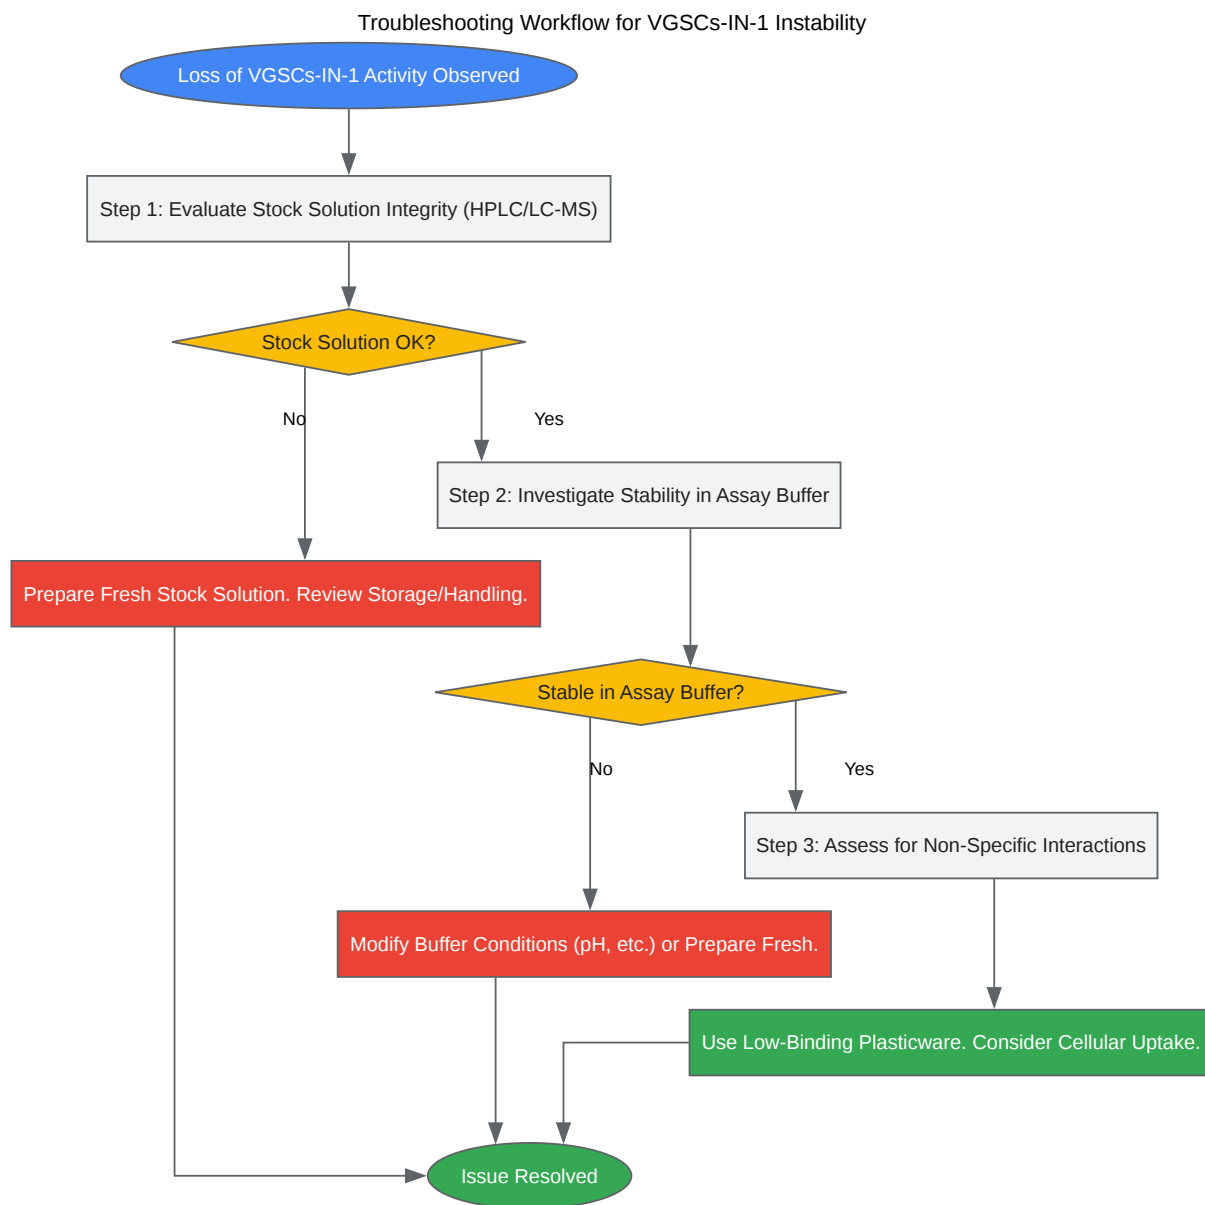 Troubleshooting Workflow for VGSCs-IN-1 Instability
Loss of VGSCs-IN-1 Activity Observed
Step 1: Evaluate Stock Solution Integrity (HPLC/LC-MS)
Stock Solution OK?
No
Yes
Step 2: Investigate Stability in Assay Buffer
Prepare Fresh Stock Solution. Review Storage/Handling.
Stable in Assay Buffer?
No
Yes
Step 3: Assess for Non-Specific Interactions
Modify Buffer Conditions (pH, etc.) or Prepare Fresh.
Use Low-Binding Plasticware. Consider Cellular Uptake.
Issue Resolved